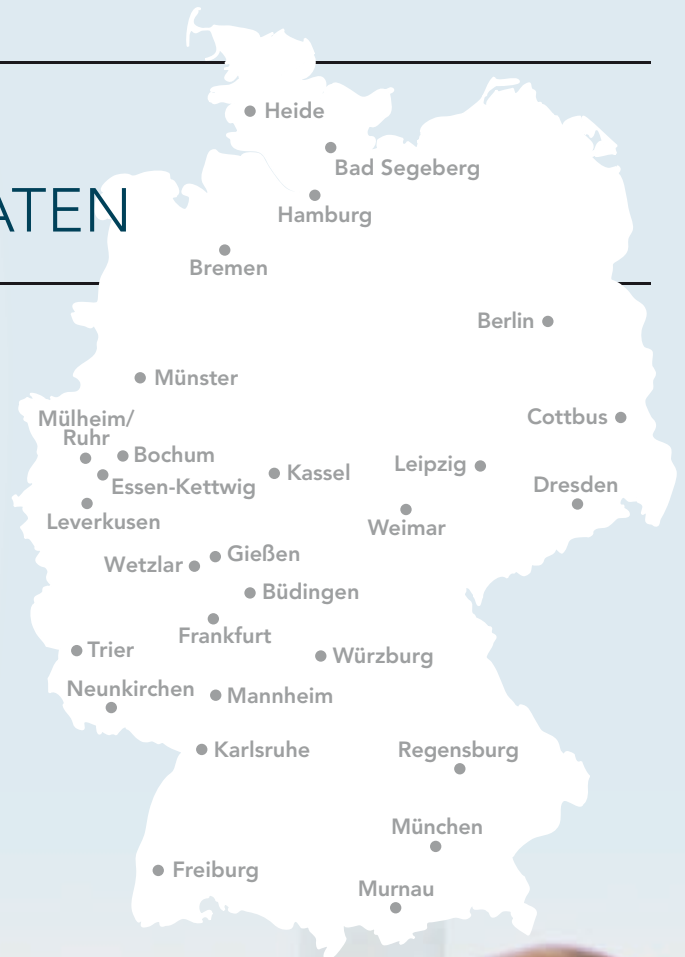 Heide
Bad Segeberg
ATEN
Hamburg
Bremen
Berlin
Münster
Cottbus
Mülheim/
Ruhr
Bochum
Leipzig
Kassel
Essen-Kettwig
Dresden
Leverkusen
Weimar
Gießen
Wetzlar
Büdingen
Frankfurt
Trier
Würzburg
Neunkirchen
Mannheim
Karlsruhe
Regensburg
München
Freiburg
Murnau